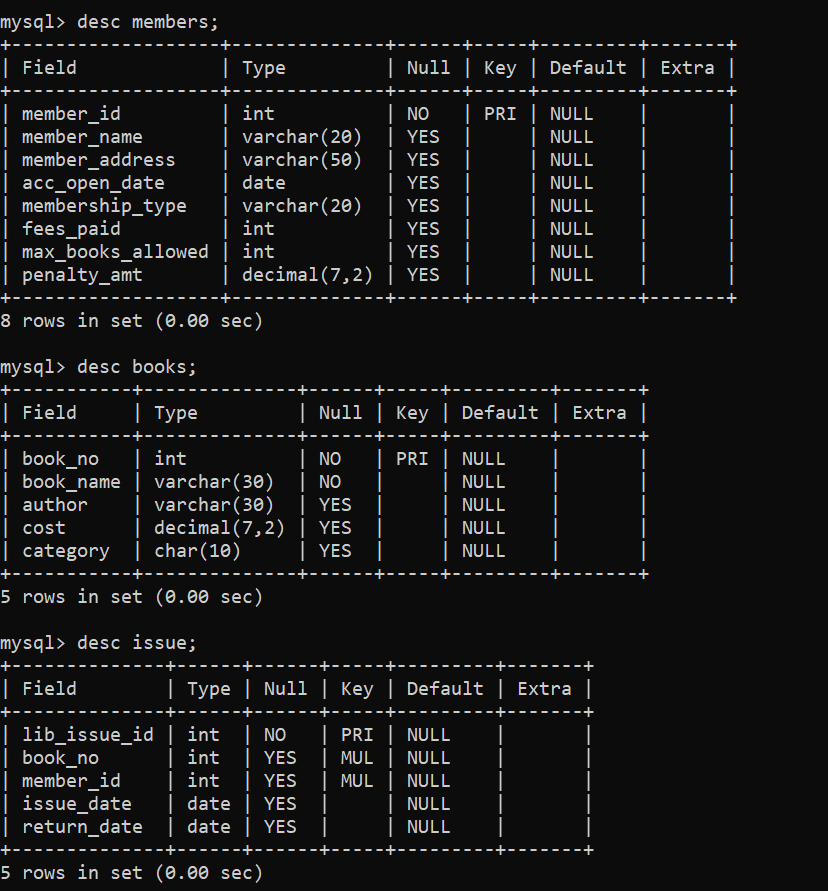 mysql> desc members;
+-------------------+--------------+------+-----+---------+-------+
| Field             | Type         | Null | Key | Default | Extra |
+-------------------+--------------+------+-----+---------+-------+
| member_id         | int          | NO   | PRI | NULL    |       |
| member_name       | varchar(20)  | YES  |     | NULL    |       |
| member_address    | varchar(50)  | YES  |     | NULL    |       |
| acc_open_date     | date         | YES  |     | NULL    |       |
| membership_type   | varchar(20)  | YES  |     | NULL    |       |
| fees_paid         | int          | YES  |     | NULL    |       |
| max_books_allowed | int          | YES  |     | NULL    |       |
| penalty_amt       | decimal(7,2) | YES  |     | NULL    |       |
+-------------------+--------------+------+-----+---------+-------+
8 rows in set (0.00 sec)
mysql> desc books;
+-----------+--------------+------+-----+---------+-------+
| Field     | Type         | Null | Key | Default | Extra |
+-----------+--------------+------+-----+---------+-------+
| book_no   | int          | NO   | PRI | NULL    |       |
| book_name | varchar(30)  | NO   |     | NULL    |       |
| author    | varchar(30)  | YES  |     | NULL    |       |
| cost      | decimal(7,2) | YES  |     | NULL    |       |
| category  | char(10)     | YES  |     | NULL    |       |
+-----------+--------------+------+-----+---------+-------+
5 rows in set (0.00 sec)
mysql> desc issue;
+--------------+------+------+-----+---------+-------+
| Field        | Type | Null | Key | Default | Extra |
+--------------+------+------+-----+---------+-------+
| lib_issue_id | int  | NO   | PRI | NULL    |       |
| book_no      | int  | YES  | MUL | NULL    |       |
| member_id    | int  | YES  | MUL | NULL    |       |
| issue_date   | date | YES  |     | NULL    |       |
| return_date  | date | YES  |     | NULL    |       |
+--------------+------+------+-----+---------+-------+
5 rows in set (0.00 sec)